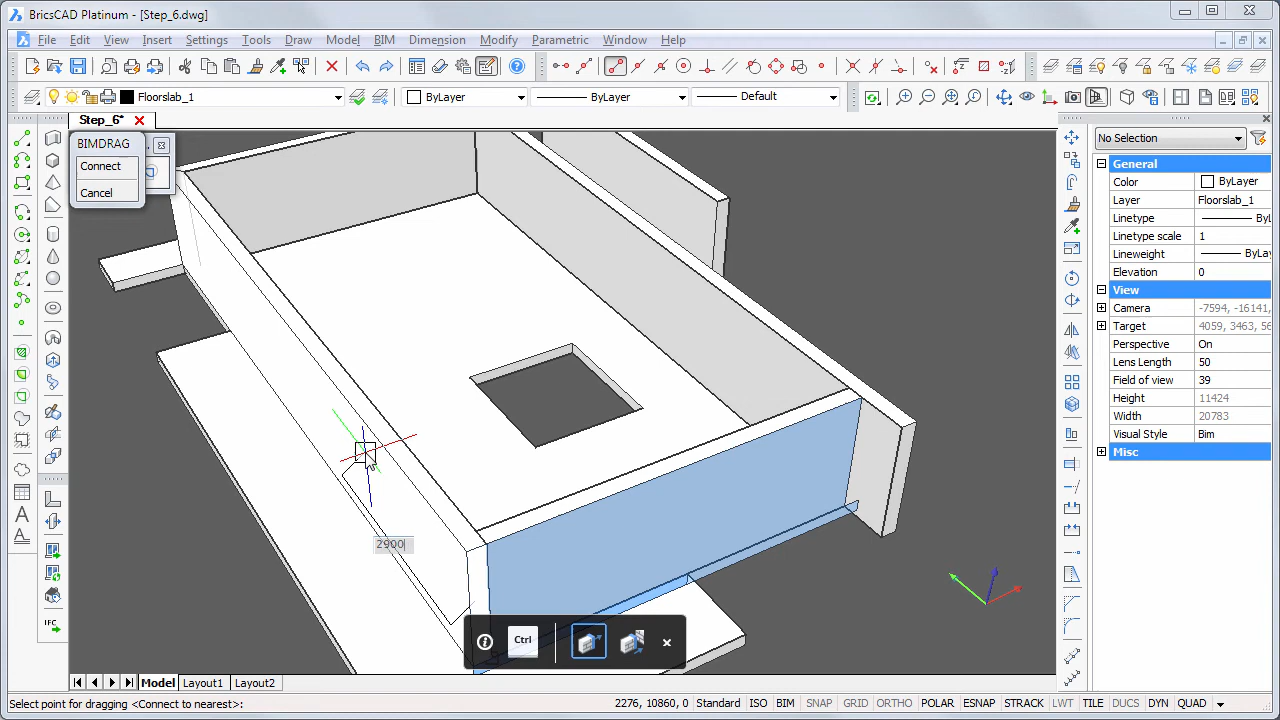 BricsCAD Platinum - [Step_6.dwg]
File Edit View Insert Settings Tools Draw Model BIM Dimension Modify Parametric Window Help
Floorslab_1 ByLayer ByLayer Default
Step_6*
BIMDRAG
Connect
Cancel
2900
Ctrl
No Selection
General
Color ByLayer
Layer Floorslab_1
Linetype ByL
Linetype scale 1
Lineweight ByLa
Elevation 0
View
Camera -7594, -16141,
Target 4059, 3463, 56
Perspective On
Lens Length 50
Field of view 39
Height 11424
Width 20783
Visual Style Bim
Misc
IFC
Model Layout1 Layout2
Select point for dragging <Connect to nearest>: 2276, 10860, 0 Standard ISO BIM SNAP GRID ORTHO POLAR ESNAP STRACK LWT TILE DUCS DYN QUAD